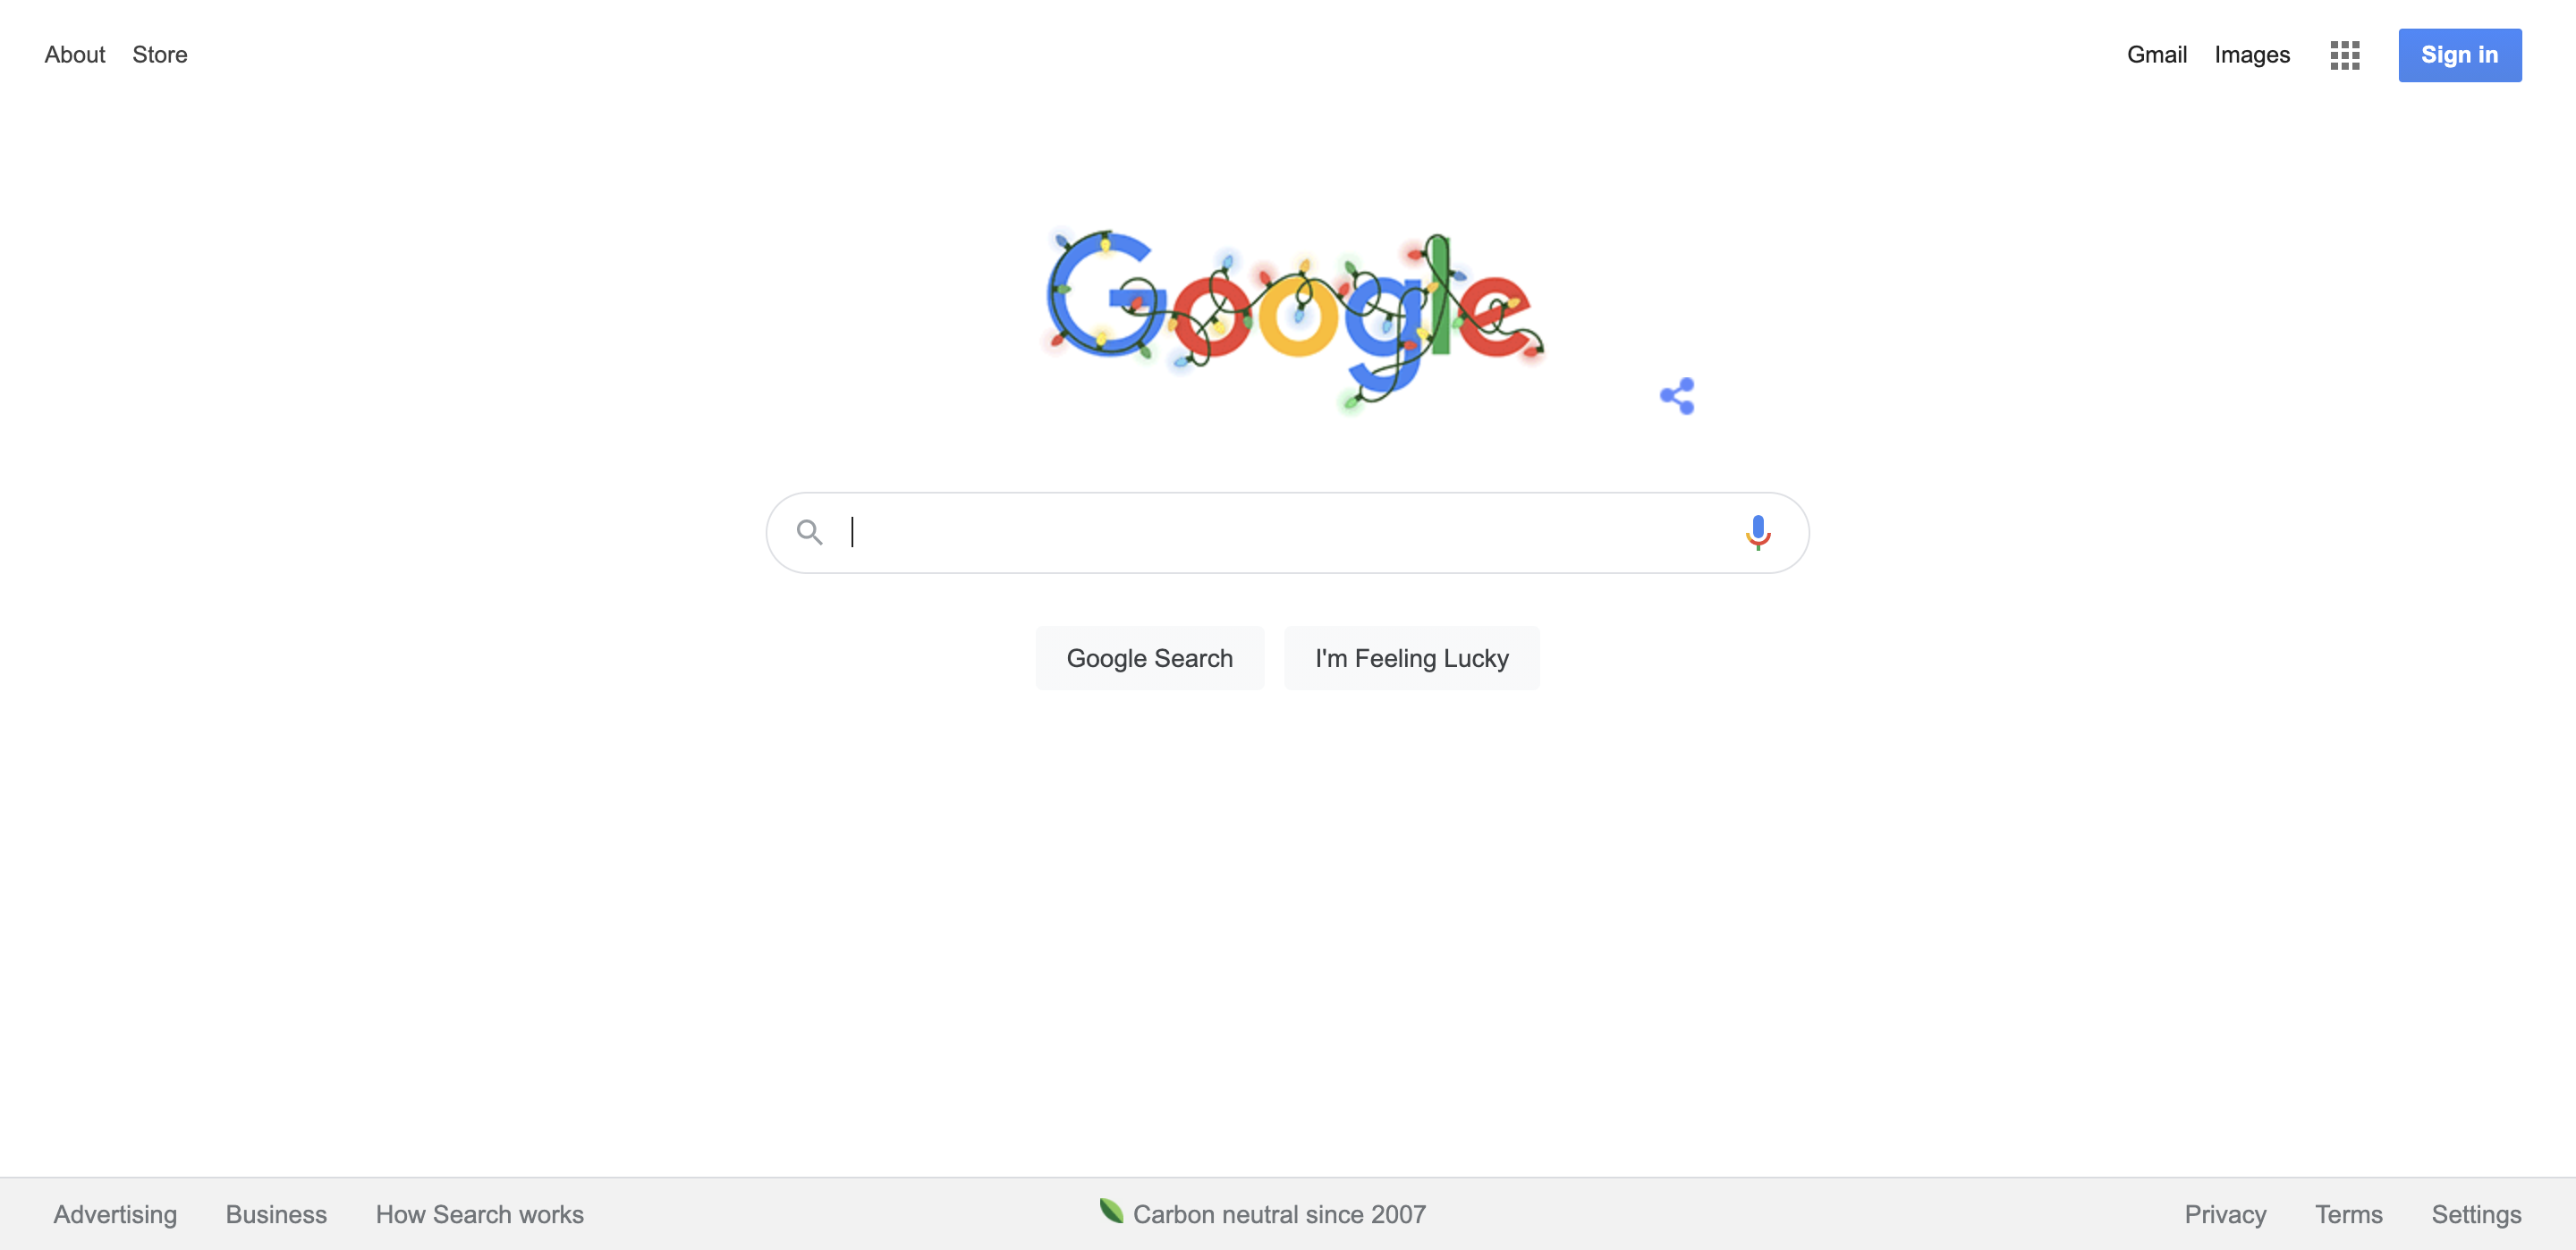 About Store Gmail Images Sign in
Google
Google Search I'm Feeling Lucky
Advertising Business How Search works Carbon neutral since 2007 Privacy Terms Settings